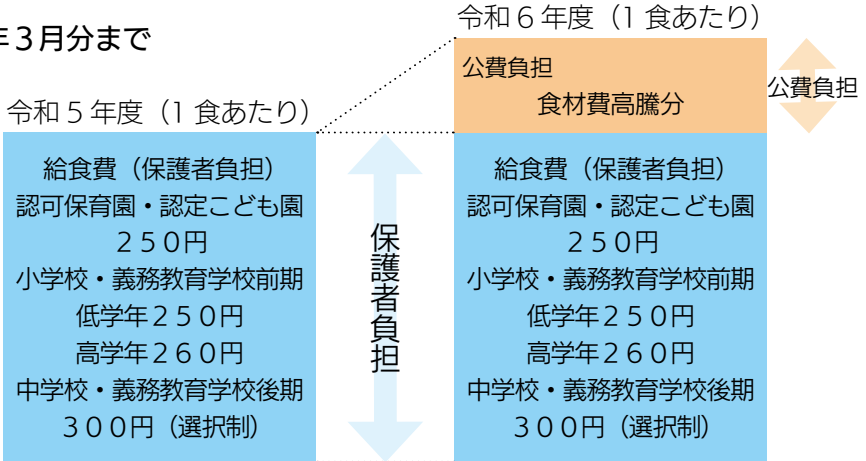 年３月分まで
令和５年度（１食あたり）
給食費（保護者負担）
認可保育園・認定こども園
２５０円
小学校・義務教育学校前期
低学年２５０円
高学年２６０円
中学校・義務教育学校後期
３００円（選択制）
保護者負担
令和６年度（１食あたり）
公費負担
食材費高騰分
公費負担
給食費（保護者負担）
認可保育園・認定こども園
２５０円
小学校・義務教育学校前期
低学年２５０円
高学年２６０円
中学校・義務教育学校後期
３００円（選択制）